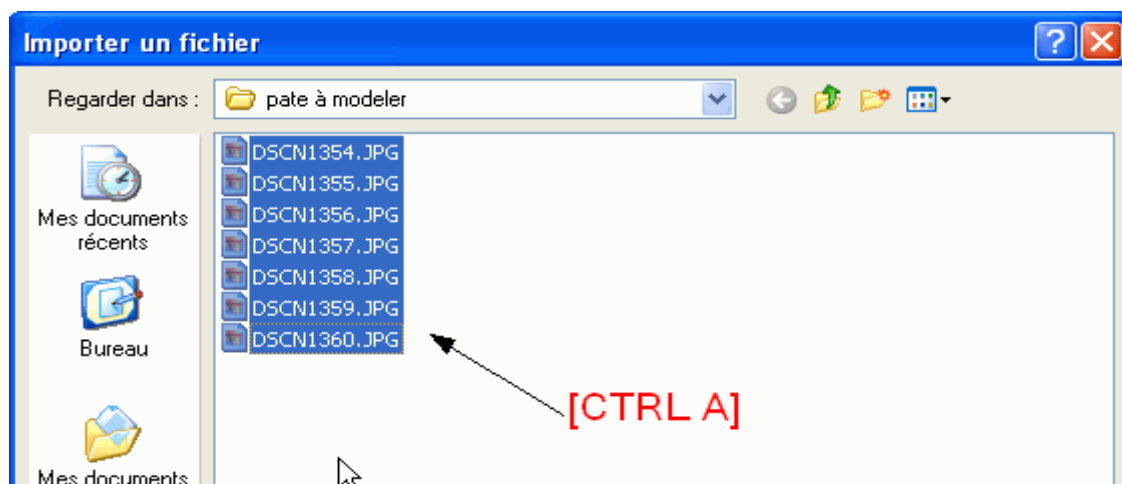 Importer un fichier
Regarder dans :
pate à modeler
Mes documents
récents
Bureau
Mes documents
DSCN1354.JPG
DSCN1355.JPG
DSCN1356.JPG
DSCN1357.JPG
DSCN1358.JPG
DSCN1359.JPG
DSCN1360.JPG
[CTRL A]